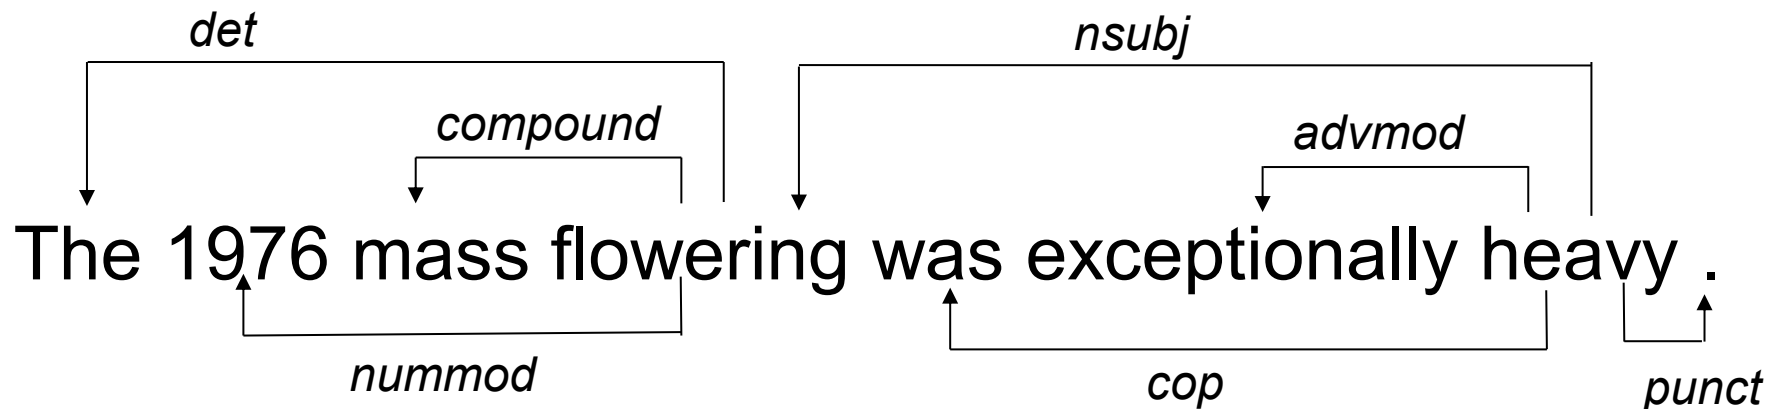 det nsubj
compound advmod
The 1976 mass flowering was exceptionally heavy .
nummod cop punct